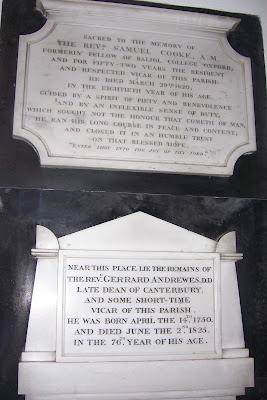 SACRED TO THE MEMORY OF
THE REVD. SAMUEL COOKE, A.M.
FORMERLY FELLOW OF BALIOL COLLEGE OXFORD,
AND FOR FIFTY-TWO YEARS THE RESIDENT
AND RESPECTED VICAR OF THIS PARISH.
HE DIED MARCH 29TH 1820,
IN THE EIGHTIETH YEAR OF HIS AGE.
GUIDED BY A SPIRIT OF PIETY AND BENEVOLENCE
AND BY AN INFLEXIBLE SENSE OF DUTY,
WHICH SOUGHT NOT THE HONOUR THAT COMETH OF MAN,
HE RAN HIS LONG COURSE IN PEACE AND CONTENT;
AND CLOSED IT IN AN HUMBLE TRUST
ON THAT BLESSED HOPE,
"ENTER THOU INTO THE JOY OF THY LORD."
NEAR THIS PLACE LIE THE REMAINS OF
THE REVD. GERRARD ANDREWES, D.D
LATE DEAN OF CANTERBURY,
AND SOME SHORT-TIME
VICAR OF THIS PARISH.
HE WAS BORN APRIL THE 14TH 1750.
AND DIED JUNE THE 2ND 1825.
IN THE 76TH YEAR OF HIS AGE.